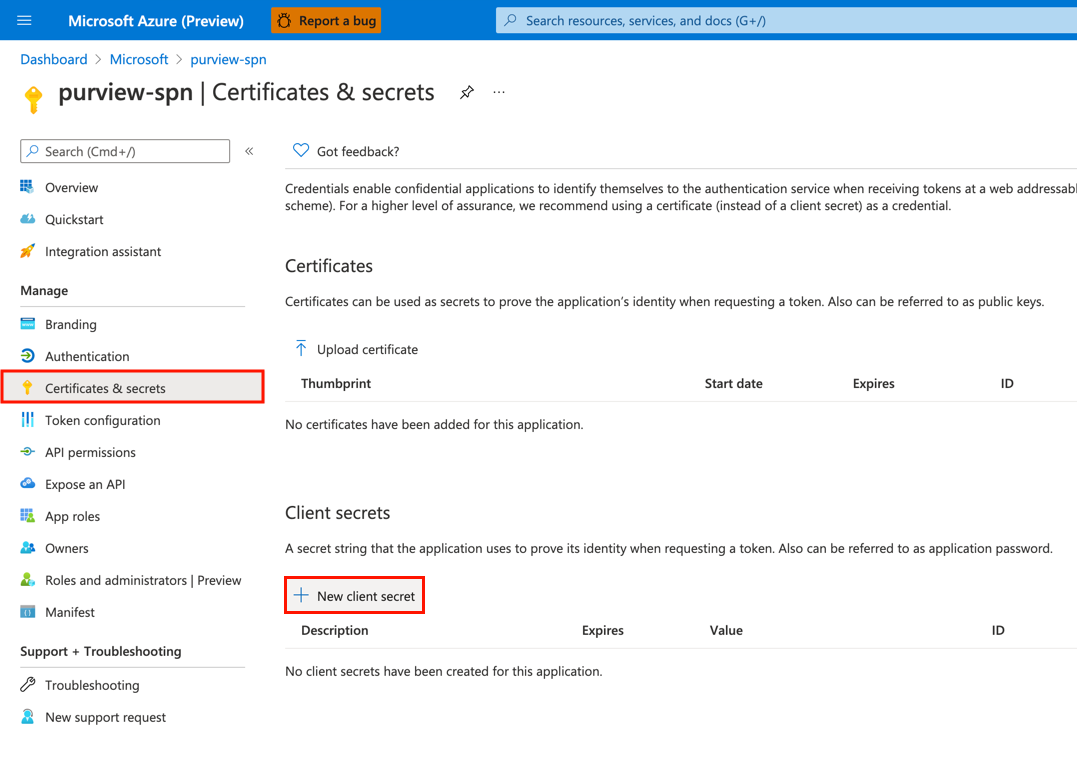 Microsoft Azure (Preview)
Report a bug
Search resources, services, and docs (G+/)
Dashboard > Microsoft > purview-spn
purview-spn | Certificates & secrets
Search (Cmd+/)
Overview
Quickstart
Integration assistant
Manage
Branding
Authentication
Certificates & secrets
Token configuration
API permissions
Expose an API
App roles
Owners
Roles and administrators | Preview
Manifest
Support + Troubleshooting
Troubleshooting
New support request
Got feedback?
Credentials enable confidential applications to identify themselves to the authentication service when receiving tokens at a web addressabl
scheme). For a higher level of assurance, we recommend using a certificate (instead of a client secret) as a credential.
Certificates
Certificates can be used as secrets to prove the application's identity when requesting a token. Also can be referred to as public keys.
Upload certificate
Thumbprint Start date Expires ID
No certificates have been added for this application.
Client secrets
A secret string that the application uses to prove its identity when requesting a token. Also can be referred to as application password.
New client secret
Description Expires Value ID
No client secrets have been created for this application.